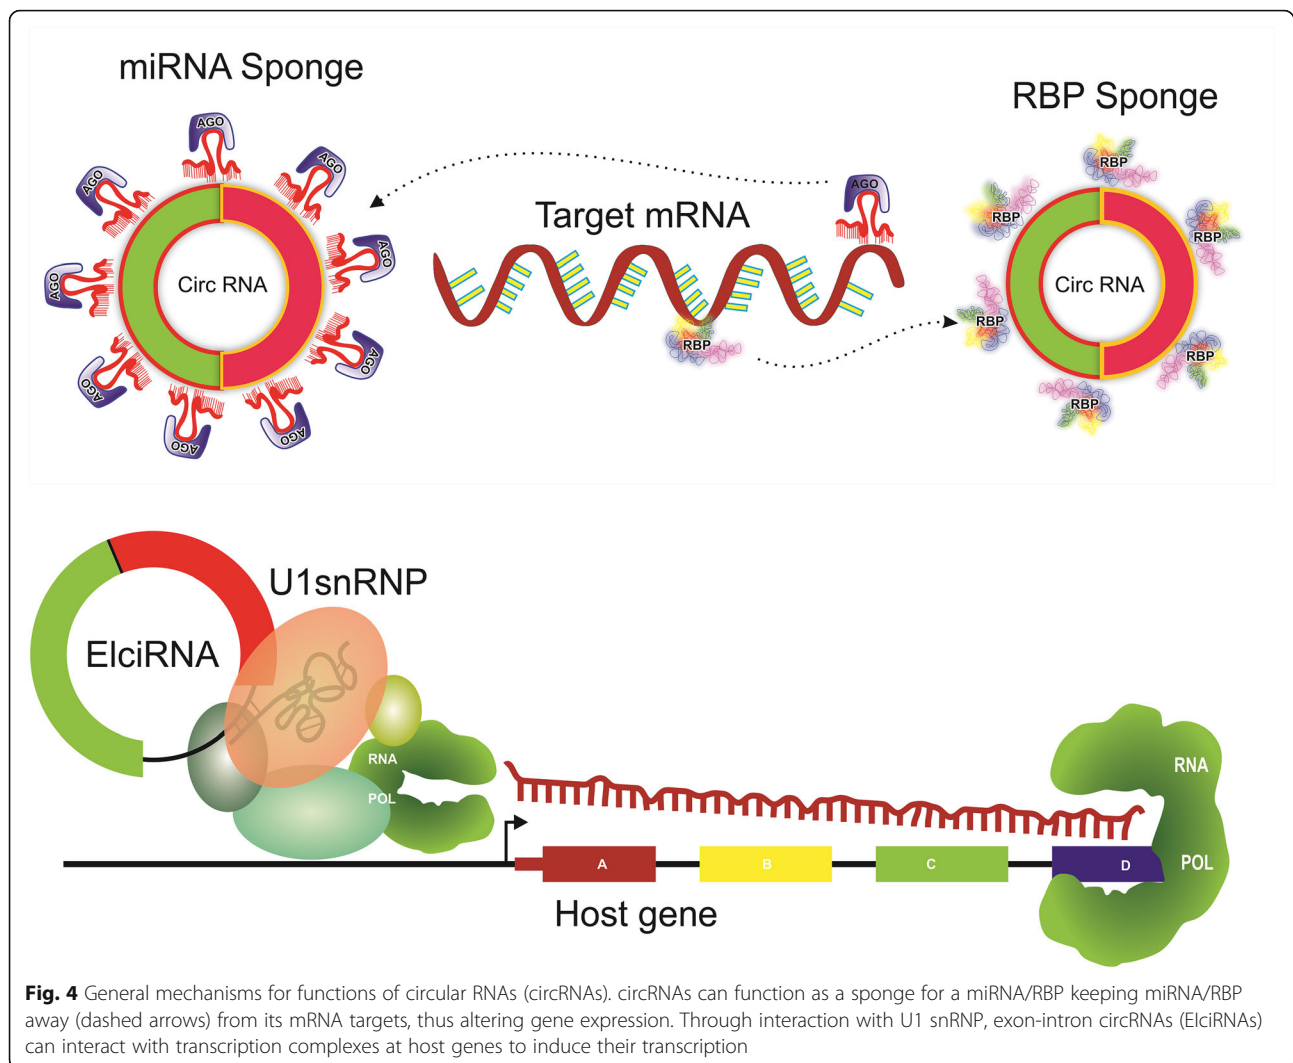 miRNA Sponge
RBP Sponge
AGO
AGO
AGO
AGO
AGO
AGO
AGO
AGO
AGO
Circ RNA
Target mRNA
AGO
RBP
RBP
RBP
RBP
RBP
RBP
RBP
Circ RNA
U1snRNP
ElciRNA
RNA
POL
RNA
POL
A
B
C
D
Host gene
Fig. 4 General mechanisms for functions of circular RNAs (circRNAs). circRNAs can function as a sponge for a miRNA/RBP keeping miRNA/RBP
away (dashed arrows) from its mRNA targets, thus altering gene expression. Through interaction with U1 snRNP, exon-intron circRNAs (ElciRNAs)
can interact with transcription complexes at host genes to induce their transcription